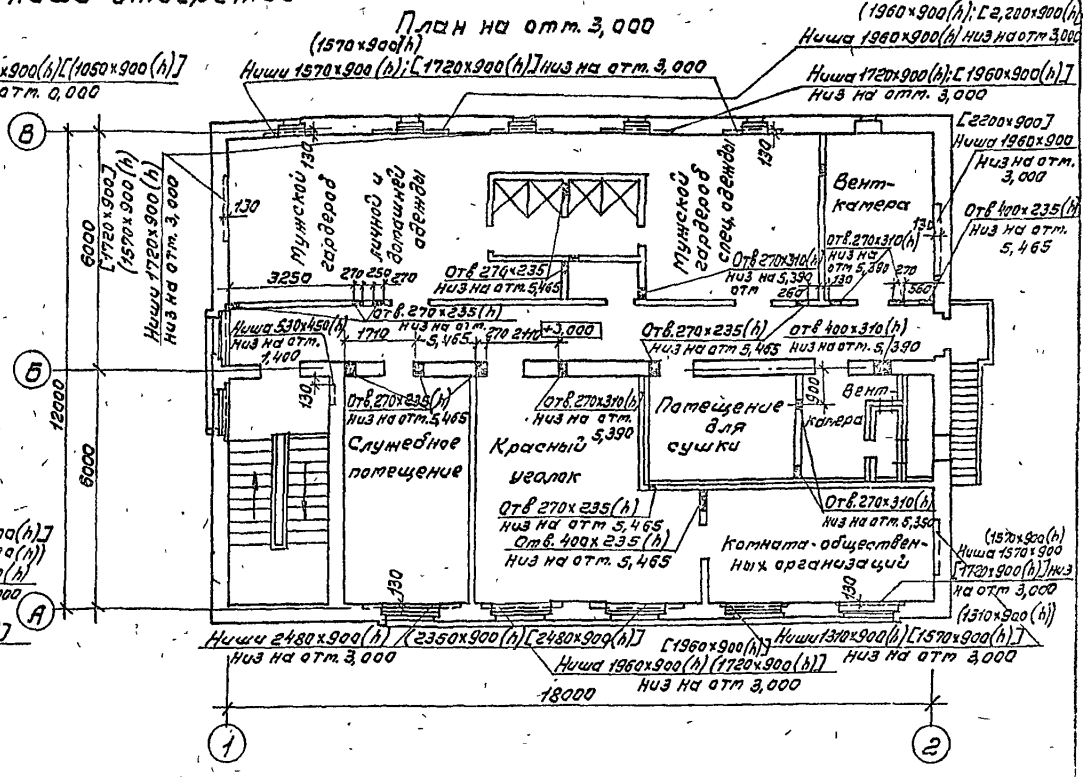 План на отм. 3,000
(1570×900(h)
Ниши 1570×900(h);[1720×900(h)] низ на отм. 3,000
(1960×900(h); [2,200×900(h)
Ниша 1960×900(h) низ на отм 3,000
Ниша 1720×900(h);[1960×900(h)]
низ на отм. 3,000
×900(h)[(1050×900(h)]
отм. 0,000
[2200×900]
Ниша 1960×900
Низ на отм.
3,000
Отв 400×235(h)
Низ на отм.
5,465
В
Б
А
1
2
6000
6000
12000
18000
[1720×900]
(1570×900(h)
Ниши 1720×900(h)
Низ на отм. 3,000
130
130
130
130
Мужской
гардероб
личной и
домашней
одежды
Мужской
гардероб
спец. одежды
Вент-
камера
3250
270
250
270
Отв 270×235
Низ на отм. 5,465
Отв 270×310(h)
Низ на 5,390
отм
260
Отв. 270×310(h)
низ на
отм 5,390
130
270
560
Отв. 270×235(h)
Низ на отм.
5,465
Ниша 530×450(h)
низ на отм.
1,400
1710
270
2110
+3,000
Отв. 270×235(h)
Низ на отм 5,465
отв 400×310(h)
Низ на отм. 5,390
130
900
Отв. 270×235(h)
Низ на отм. 5,465
Отв. 270×310(h)
Низ на отм.
5,390
Вент-
камера
Помещение
для
сушки
Служебное
помещение
Красный
уголок
Отв 270×235(h)
низ на отм. 5,465
Отв. 400×235(h)
Низ на отм. 5,465
Отв. 270×310(h)
Низ на отм. 5,390
Комната общественных
ных организаций
130
130
(1570×900(h)
Ниша 1570×900
[1720×900(h)] низ
на отм 3,000
(1310×900(h))
Ниши 2480×900(h) (2350×900(h) [2480×900(h)]
Низ на отм. 3,000
[1960×900(h)]
Ниша 1960×900(h) (1720×900(h)]
Низ на отм 3,000
Ниши 1310×900(h) [1570×900(h)]
Низ на отм 3,000